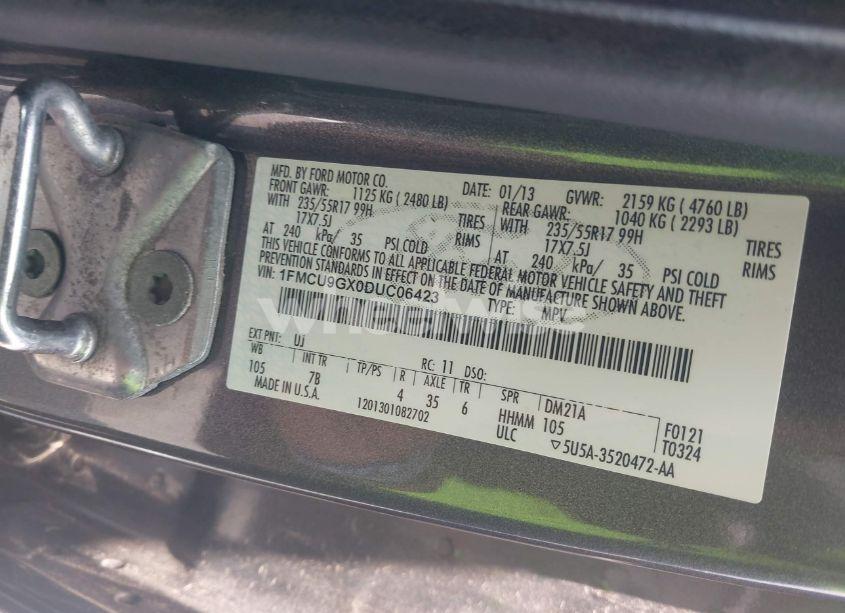 MFD. BY FORD MOTOR CO.
DATE: 01/13 GVWR: 2159 KG ( 4760 LB)
FRONT GAWR: 1125 KG ( 2480 LB) REAR GAWR: 1040 KG ( 2293 LB)
WITH 235/55R17 99H TIRES WITH 235/55R17 99H TIRES
17X7.5J RIMS 17X7.5J RIMS
AT 240 kPa/ 35 PSI COLD AT 240 kPa/ 35 PSI COLD
THIS VEHICLE CONFORMS TO ALL APPLICABLE FEDERAL MOTOR VEHICLE SAFETY AND THEFT
PREVENTION STANDARDS IN EFFECT ON THE DATE OF MANUFACTURE SHOWN ABOVE.
VIN: 1FMCU9GX0DUC06423 TYPE: MPV
wheelwise
EXT PNT: UJ RC: 11 DSO:
WB INT TR TP/PS R AXLE TR SPR
105 7B 4 35 6 HHMM DM21A F0121
MADE IN U.S.A. 1201301082702 ULC 105 T0324
5U5A-3520472-AA